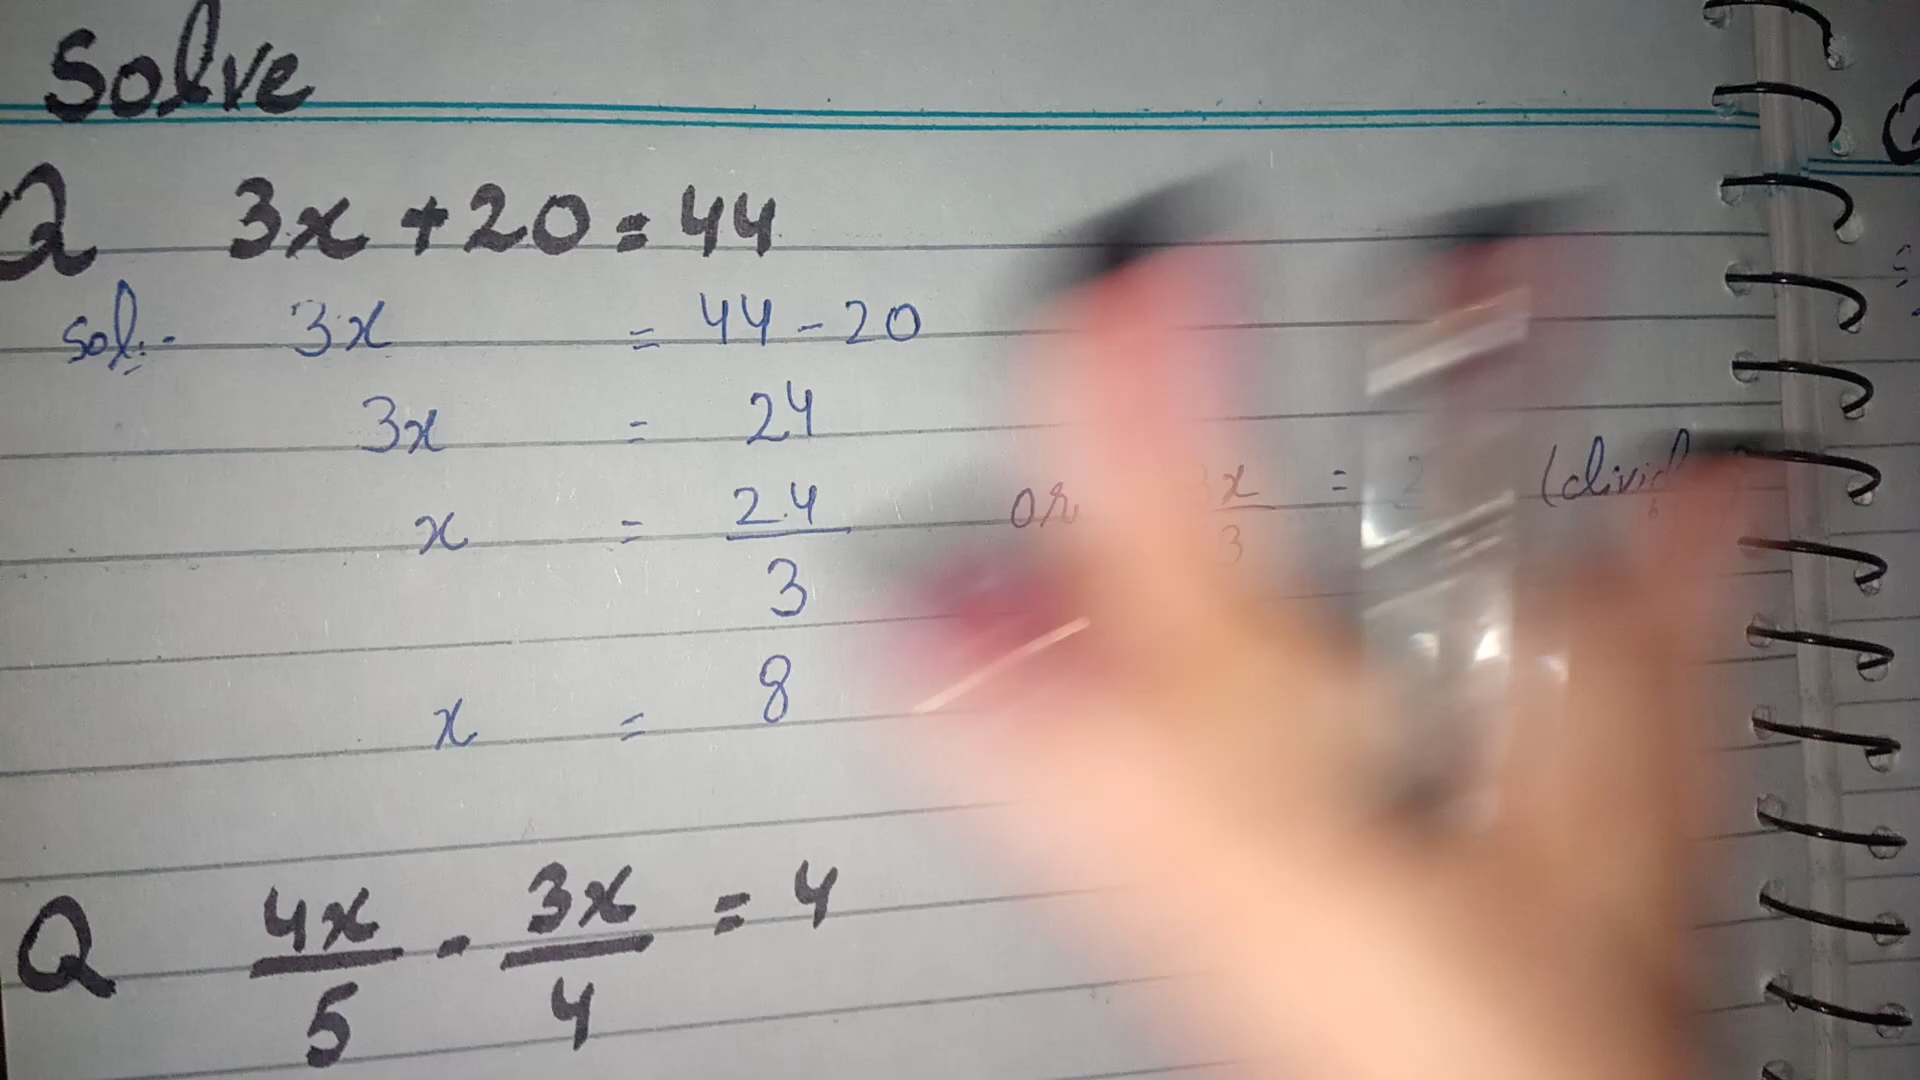 Solve
Q 3x + 20 = 44
Sol:- 3x = 44 - 20
3x = 24
x = 24/3 or x/3 =
x = 8
Q 4x/5 - 3x/4 = 4